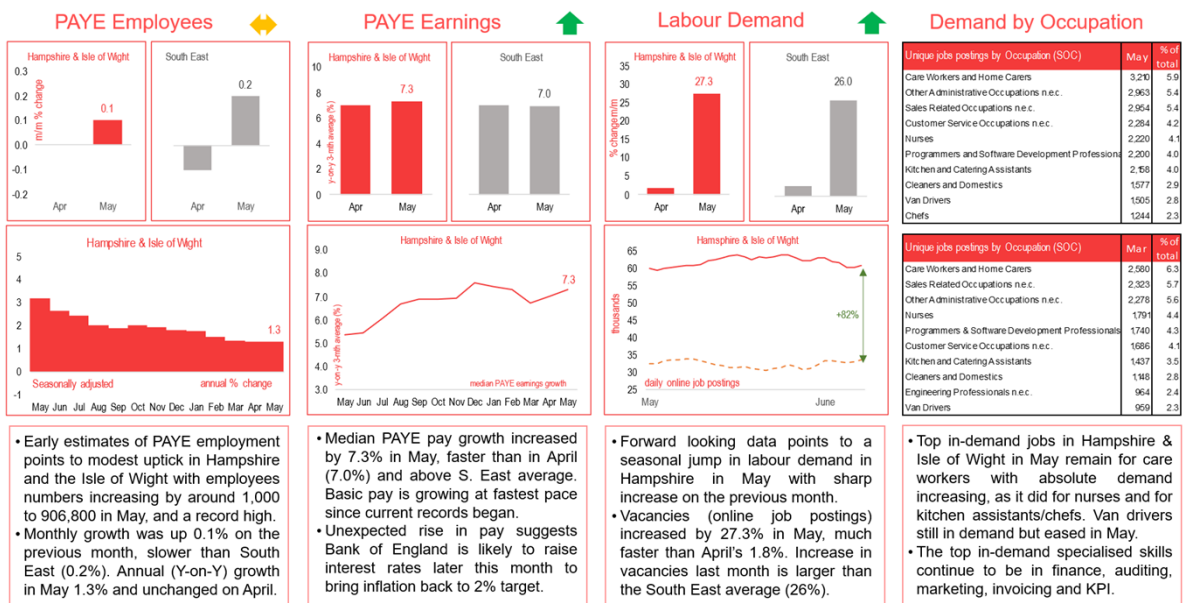 PAYE Employees
PAYE Earnings
Labour Demand
Demand by Occupation
Hampshire & Isle of Wight
m/m % change
0.3
0.2
0.1
0.0
-0.1
-0.2
0.1
Apr
May
South East
0.2
Apr
May
Hampshire & Isle of Wight
5
4
3
2
1
0
-1
1.3
Seasonally adjusted
annual % change
May Jun Jul Aug Sep Oct Nov Dec Jan Feb Mar Apr May
Hampshire & Isle of Wight
y-on-y 3-mth average (%)
10
9
8
7
6
5
4
3
2
1
0
7.3
Apr
May
South East
7.0
Apr
May
Hampshire & Isle of Wight
y-on-y 3-mth average (%)
9.0
8.0
7.0
6.0
5.0
4.0
3.0
7.3
median PAYE earnings growth
May Jun Jul Aug Sep Oct Nov Dec Jan Feb Mar Apr May
Hampshire & Isle of Wight
% change m/m
35
30
25
20
15
10
5
0
27.3
Apr
May
South East
26.0
Apr
May
Hamsphire & Isle of Wight
thousands
65
60
55
50
45
40
35
30
25
+82%
daily online job postings
May
June
Unique jobs postings by Occupation (SOC) May % of total
Care Workers and Home Carers 3,210 5.9
Other Administrative Occupations n.e.c. 2,963 5.4
Sales Related Occupations n.e.c. 2,954 5.4
Customer Service Occupations n.e.c. 2,284 4.2
Nurses 2,220 4.1
Programmers and Software Development Professiona 2,200 4.0
Kitchen and Catering Assistants 2,158 4.0
Cleaners and Domestics 1,577 2.9
Van Drivers 1,505 2.8
Chefs 1,244 2.3
Unique jobs postings by Occupation (SOC) Mar % of total
Care Workers and Home Carers 2,580 6.3
Sales Related Occupations n.e.c. 2,323 5.7
Other Administrative Occupations n.e.c. 2,278 5.6
Nurses 1,791 4.4
Programmers & Software Development Professionals 1,740 4.3
Customer Service Occupations n.e.c. 1,686 4.1
Kitchen and Catering Assistants 1,437 3.5
Cleaners and Domestics 1,148 2.8
Engineering Professionals n.e.c. 964 2.4
Van Drivers 959 2.3
• Early estimates of PAYE employment
points to modest uptick in Hampshire
and the Isle of Wight with employees
numbers increasing by around 1,000
to 906,800 in May, and a record high.
• Monthly growth was up 0.1% on the
previous month, slower than South
East (0.2%). Annual (Y-on-Y) growth
in May 1.3% and unchanged on April.
• Median PAYE pay growth increased
by 7.3% in May, faster than in April
(7.0%) and above S. East average.
Basic pay is growing at fastest pace
since current records began.
• Unexpected rise in pay suggests
Bank of England is likely to raise
interest rates later this month to
bring inflation back to 2% target.
• Forward looking data points to a
seasonal jump in labour demand in
Hampshire in May with sharp
increase on the previous month.
• Vacancies (online job postings)
increased by 27.3% in May, much
faster than April's 1.8%. Increase in
vacancies last month is larger than
the South East average (26%).
• Top in-demand jobs in Hampshire &
Isle of Wight in May remain for care
workers with absolute demand
increasing, as it did for nurses and for
kitchen assistants/chefs. Van drivers
still in demand but eased in May.
• The top in-demand specialised skills
continue to be in finance, auditing,
marketing, invoicing and KPI.